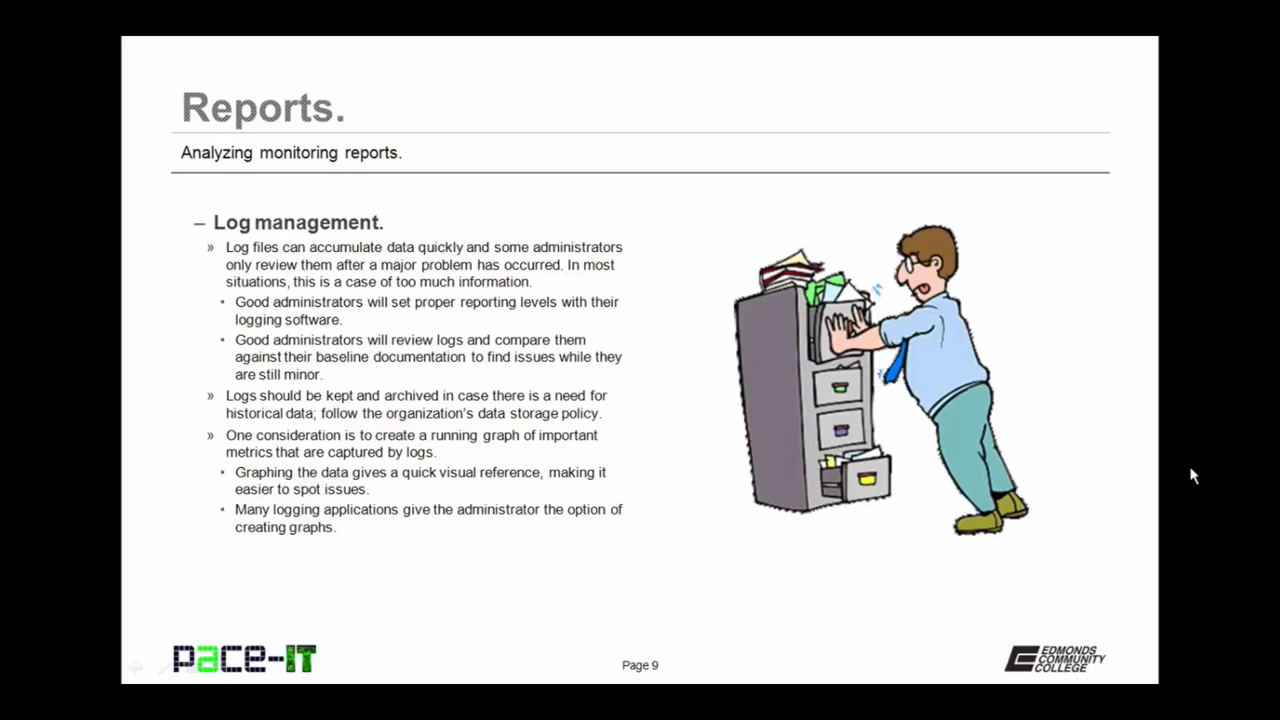 Reports.
Analyzing monitoring reports.
– Log management.
» Log files can accumulate data quickly and some administrators
only review them after a major problem has occurred. In most
situations, this is a case of too much information.
• Good administrators will set proper reporting levels with their
logging software.
• Good administrators will review logs and compare them
against their baseline documentation to find issues while they
are still minor.
» Logs should be kept and archived in case there is a need for
historical data; follow the organization's data storage policy.
» One consideration is to create a running graph of important
metrics that are captured by logs.
• Graphing the data gives a quick visual reference, making it
easier to spot issues.
• Many logging applications give the administrator the option of
creating graphs.
pace-IT
Page 9
EDMONDS
COMMUNITY
COLLEGE